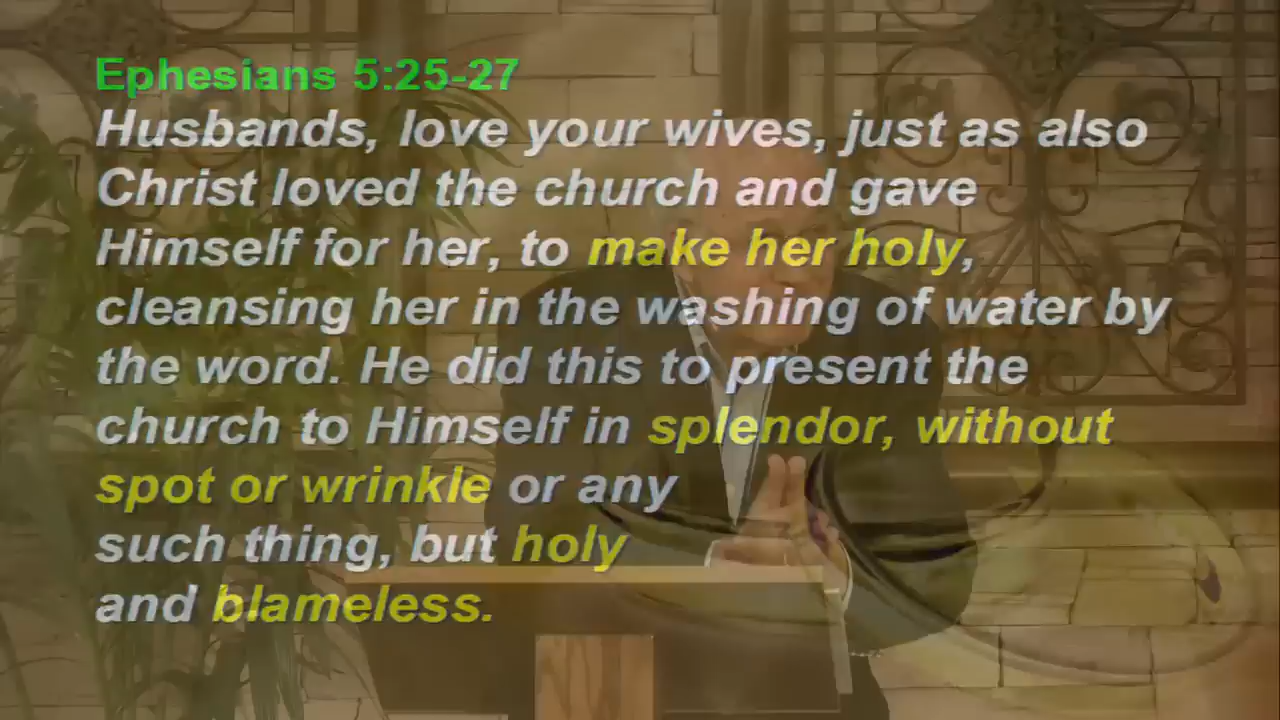 Ephesians 5:25-27
Husbands, love your wives, just as also
Christ loved the church and gave
Himself for her, to make her holy,
cleansing her in the washing of water by
the word. He did this to present the
church to Himself in splendor, without
spot or wrinkle or any
such thing, but holy
and blameless.